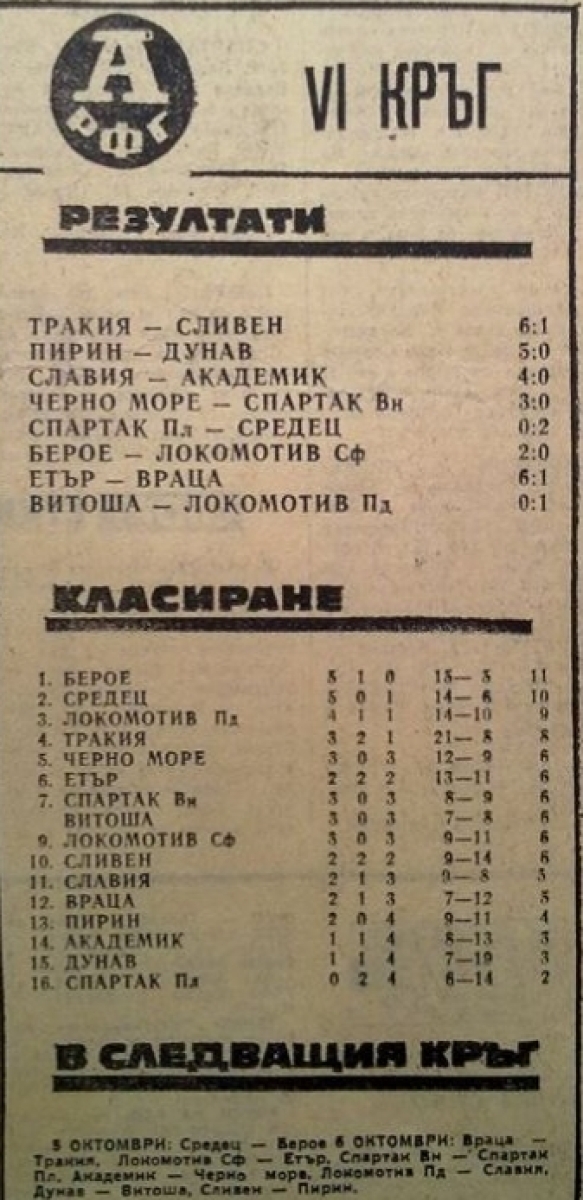 А
РФГ
VI КРЪГ
РЕЗУЛТАТИ
ТРАКИЯ — СЛИВЕН 6:1
ПИРИН — ДУНАВ 5:0
СЛАВИЯ — АКАДЕМИК 4:0
ЧЕРНО МОРЕ — СПАРТАК Вн 3:0
СПАРТАК Пл — СРЕДЕЦ 0:2
БЕРОЕ — ЛОКОМОТИВ Сф 2:0
ЕТЪР — ВРАЦА 6:1
ВИТОША — ЛОКОМОТИВ Пд 0:1
КЛАСИРАНЕ
1. БЕРОЕ 5 1 0 15— 5 11
2. СРЕДЕЦ 5 0 1 14— 6 10
3. ЛОКОМОТИВ Пд 4 1 1 14—10 9
4. ТРАКИЯ 3 2 1 21— 8 8
5. ЧЕРНО МОРЕ 3 0 3 12— 9 6
6. ЕТЪР 2 2 2 13—11 6
7. СПАРТАК Вн 3 0 3 8— 9 6
ВИТОША 3 0 3 7— 8 6
9. ЛОКОМОТИВ Сф 3 0 3 9—11 6
10. СЛИВЕН 2 2 2 9—14 6
11. СЛАВИЯ 2 1 3 9— 8 5
12. ВРАЦА 2 1 3 7—12 5
13. ПИРИН 2 0 4 9—11 4
14. АКАДЕМИК 1 1 4 8—13 3
15. ДУНАВ 1 1 4 7—19 3
16. СПАРТАК Пл 0 2 4 6—14 2
В СЛЕДВАЩИЯ КРЪГ
5 ОКТОМВРИ: Средец — Берое 6 ОКТОМВРИ: Враца —
Тракия, Локомотив Сф — Етър, Спартак Вн — Спартак
Пл, Академик — Черно море, Локомотив Пд — Славия,
Дунав — Витоша, Сливен — Пирин.